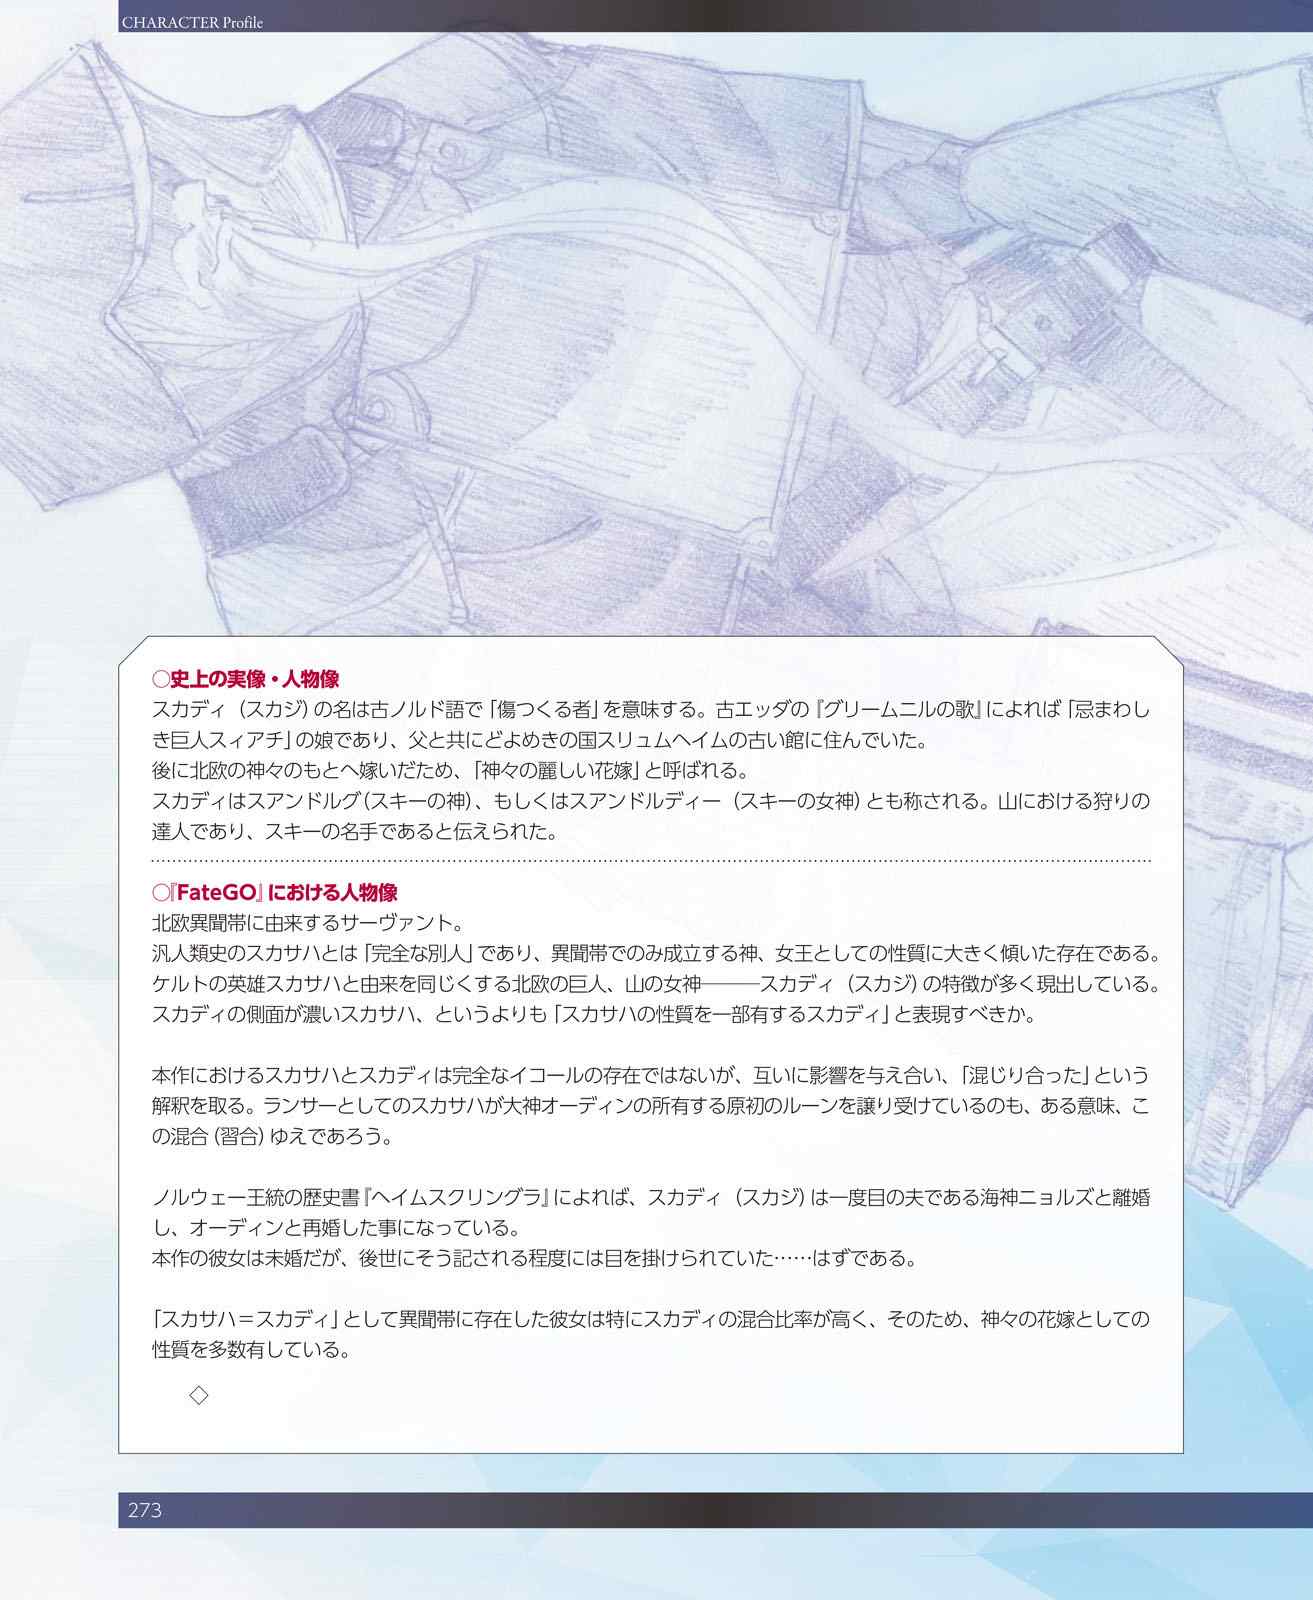 CHARACTER Profile
○史上の実像・人物像
スカディ（スカジ）の名は古ノルド語で「傷つくる者」を意味する。古エッダの『グリームニルの歌』によれば「忌まわし
き巨人スィアチ」の娘であり、父と共にどよめきの国スリュムヘイムの古い館に住んでいた。
後に北欧の神々のもとへ嫁いだため、「神々の麗しい花嫁」と呼ばれる。
スカディはスアンドルグ（スキーの神）、もしくはスアンドルディー（スキーの女神）とも称される。山における狩りの
達人であり、スキーの名手であると伝えられた。
○『FateGO』における人物像
北欧異聞帯に由来するサーヴァント。
汎人類史のスカサハとは「完全な別人」であり、異聞帯でのみ成立する神、女王としての性質に大きく傾いた存在である。
ケルトの英雄スカサハと由来を同じくする北欧の巨人、山の女神―――スカディ（スカジ）の特徴が多く現出している。
スカディの側面が濃いスカサハ、というよりも「スカサハの性質を一部有するスカディ」と表現すべきか。
本作におけるスカサハとスカディは完全なイコールの存在ではないが、互いに影響を与え合い、「混じり合った」という
解釈を取る。ランサーとしてのスカサハが大神オーディンの所有する原初のルーンを譲り受けているのも、ある意味、こ
の混合（習合）ゆえであろう。
ノルウェー王統の歴史書『ヘイムスクリングラ』によれば、スカディ（スカジ）は一度目の夫である海神ニョルズと離婚
し、オーディンと再婚した事になっている。
本作の彼女は未婚だが、後世にそう記される程度には目を掛けられていた……はずである。
「スカサハ＝スカディ」として異聞帯に存在した彼女は特にスカディの混合比率が高く、そのため、神々の花嫁としての
性質を多数有している。
◇
273